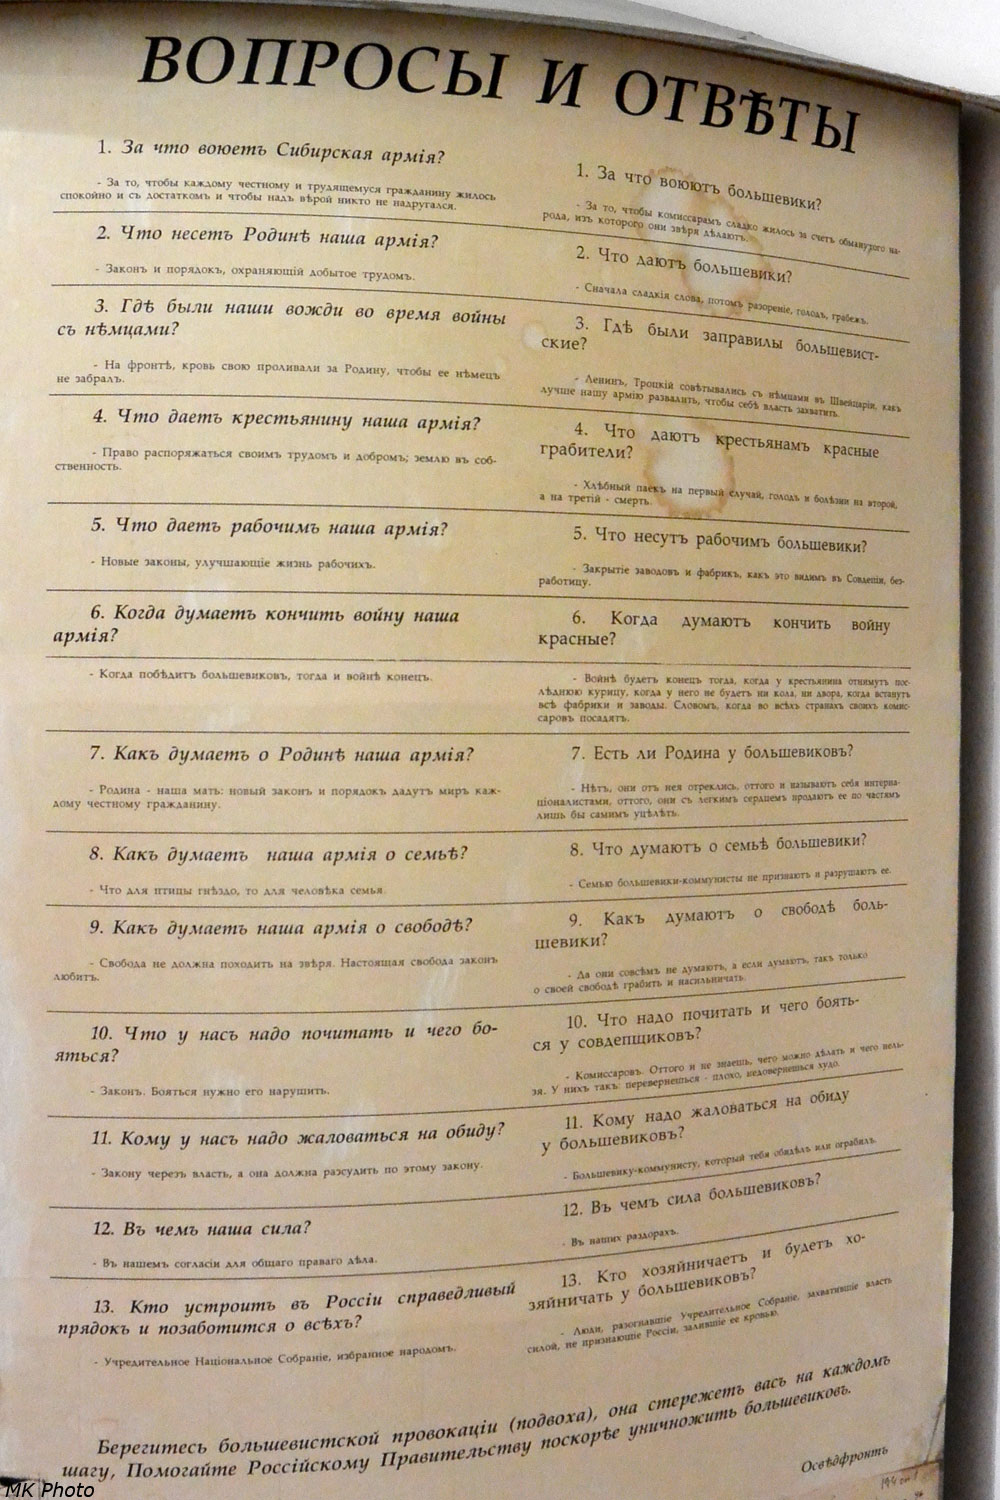 ВОПРОСЫ И ОТВѢТЫ
1. За что воюетъ Сибирская армія?
- За то, чтобы каждому честному и трудящемуся гражданину жилось
спокойно и съ достаткомъ и чтобы надъ вѣрой никто не надругался.
2. Что несетъ Родинѣ наша армія?
- Законъ и порядокъ, охраняющій добытое трудомъ.
3. Гдѣ были наши вожди во время войны
съ нѣмцами?
- На фронтѣ, кровь свою проливали за Родину, чтобы ее нѣмецъ
не забралъ.
4. Что даетъ крестьянину наша армія?
- Право распоряжаться своимъ трудомъ и добромъ; землю въ соб-
ственность.
5. Что даетъ рабочимъ наша армія?
- Новые законы, улучшающіе жизнь рабочихъ.
6. Когда думаетъ кончить войну наша
армія?
- Когда побѣдитъ большевиковъ, тогда и войнѣ конецъ.
7. Какъ думаетъ о Родинѣ наша армія?
- Родина - наша мать: новый законъ и порядокъ дадутъ миръ каж-
дому честному гражданину.
8. Какъ думаетъ наша армія о семьѣ?
- Что для птицы гнѣздо, то для человѣка семья.
9. Какъ думаетъ наша армія о свободѣ?
- Свобода не должна походить на звѣря. Настоящая свобода законъ
любитъ.
10. Что у насъ надо почитать и чего бо-
яться?
- Законъ. Бояться нужно его нарушить.
11. Кому у насъ надо жаловаться на обиду?
- Закону черезъ власть, а она должна разсудить по этому закону.
12. Въ чемъ наша сила?
- Въ нашемъ согласіи для общаго праваго дѣла.
13. Кто устроитъ въ Россіи справедливый
прядокъ и позаботится о всѣхъ?
- Учредительное Національное Собраніе, избранное народомъ.
1. За что воюютъ большевики?
- За то, чтобы комиссарамъ сладко жилось за счетъ обманутого на-
рода, изъ которого они звѣря дѣлаютъ.
2. Что даютъ большевики?
- Сначала сладкія слова, потомъ разореніе, голодъ, грабежъ.
3. Гдѣ были заправилы большевист-
ские?
- Ленинъ, Троцкій совѣтывались съ нѣмцами въ Швейцаріи, какъ
лучше нашу армію развалить, чтобы себѣ власть захватить.
4. Что даютъ крестьянамъ красные
грабители?
- Хлѣбный паекъ на первый случай, голодъ и болѣзни на второй,
а на третій - смерть.
5. Что несутъ рабочимъ большевики?
- Закрытіе заводовъ и фабрикъ, какъ это видимъ въ Совдепіи, без-
работицу.
6. Когда думаютъ кончить войну
красные?
- Войнѣ будетъ конецъ тогда, когда у крестьянина отнимутъ пос-
лѣднюю курицу, когда у него не будетъ ни кола, ни двора, когда встанутъ
всѣ фабрики и заводы. Словомъ, когда во всѣхъ странахъ своихъ комис-
саровъ посадятъ.
7. Есть ли Родина у большевиковъ?
- Нѣтъ, они отъ нея отреклись, оттого и называютъ себя интерна-
ціоналистами, оттого, они съ легкимъ сердцемъ продаютъ ее по частямъ
лишь бы самимъ уцѣлѣть.
8. Что думаютъ о семьѣ большевики?
- Семью большевики-коммунисты не признаютъ и разрушаютъ ее.
9. Какъ думаютъ о свободѣ боль-
шевики?
- Да они совсѣмъ не думаютъ, а если думаютъ, такъ только
о своей свободѣ грабить и насильничать.
10. Что надо почитать и чего боять-
ся у совдепщиковъ?
- Комиссаровъ. Оттого и не знаешь, чего можно дѣлать и чего нель-
зя. У нихъ такъ: перевернешься - плохо, недовернешься худо.
11. Кому надо жаловаться на обиду
у большевиковъ?
- Большевику-коммунисту, который тебя обидѣлъ или ограбилъ.
12. Въ чемъ сила большевиковъ?
- Въ нашихъ раздорахъ.
13. Кто хозяйничаетъ и будетъ хо-
зяйничать у большевиковъ?
- Люди, разогнавшие Учредительное Собраніе, захватившіе власть
силой, не признающіе Россіи, залившіе ее кровью.
Берегитесь большевистской провокаціи (подвоха), она стережетъ васъ на каждомъ
шагу, Помогайте Россійскому Правительству поскорѣе уничножить большевиковъ.
Освѣдфронтъ
MK Photo